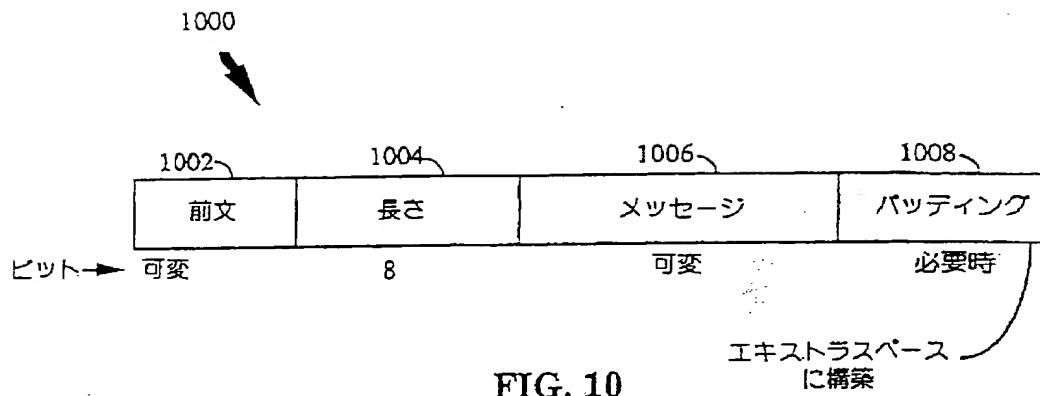 1000
1002 1004 1006 1008
前文 長さ メッセージ パッティング
ビット 可変 8 可変 必要時
エキストラスペース
に構築
FIG. 10